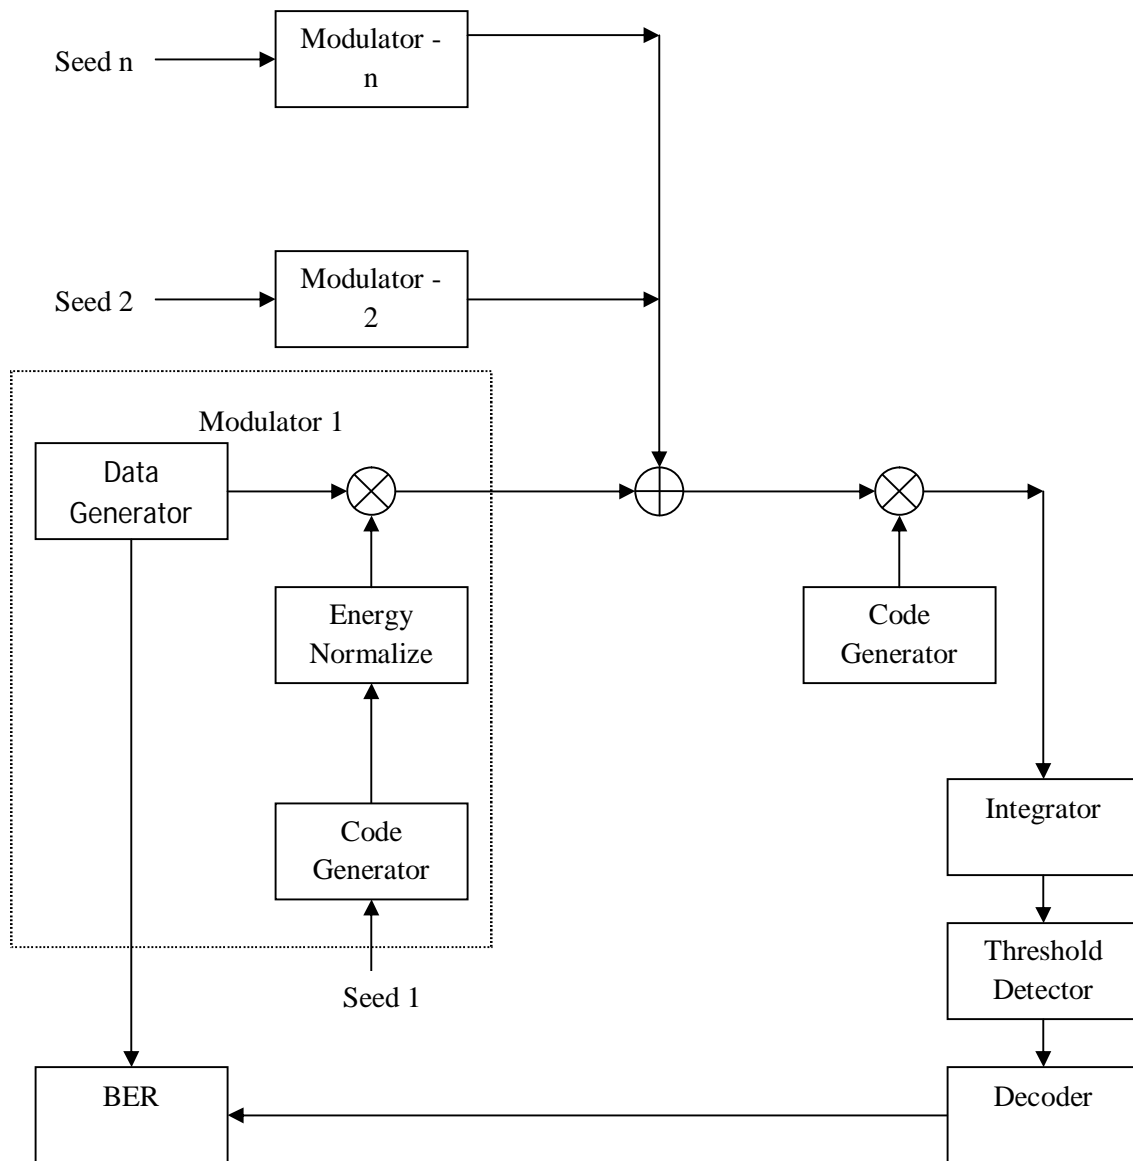 Modulator -
n
Seed n
Modulator -
2
Seed 2
Modulator 1
Data
Generator
Energy
Normalize
Code
Generator
Code
Generator
Integrator
Threshold
Detector
Seed 1
BER
Decoder